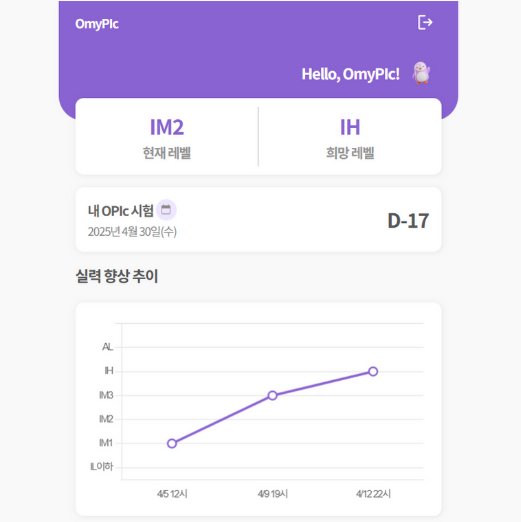 OmyPIc
Hello, OmyPIc!
IM2
현재 레벨
IH
희망 레벨
내 OPIc 시험
2025년 4월 30일(수)
D-17
실력 향상 추이
AL
IH
IM3
IM2
IM1
IL이하
4/5 12시
4/9 19시
4/12 22시